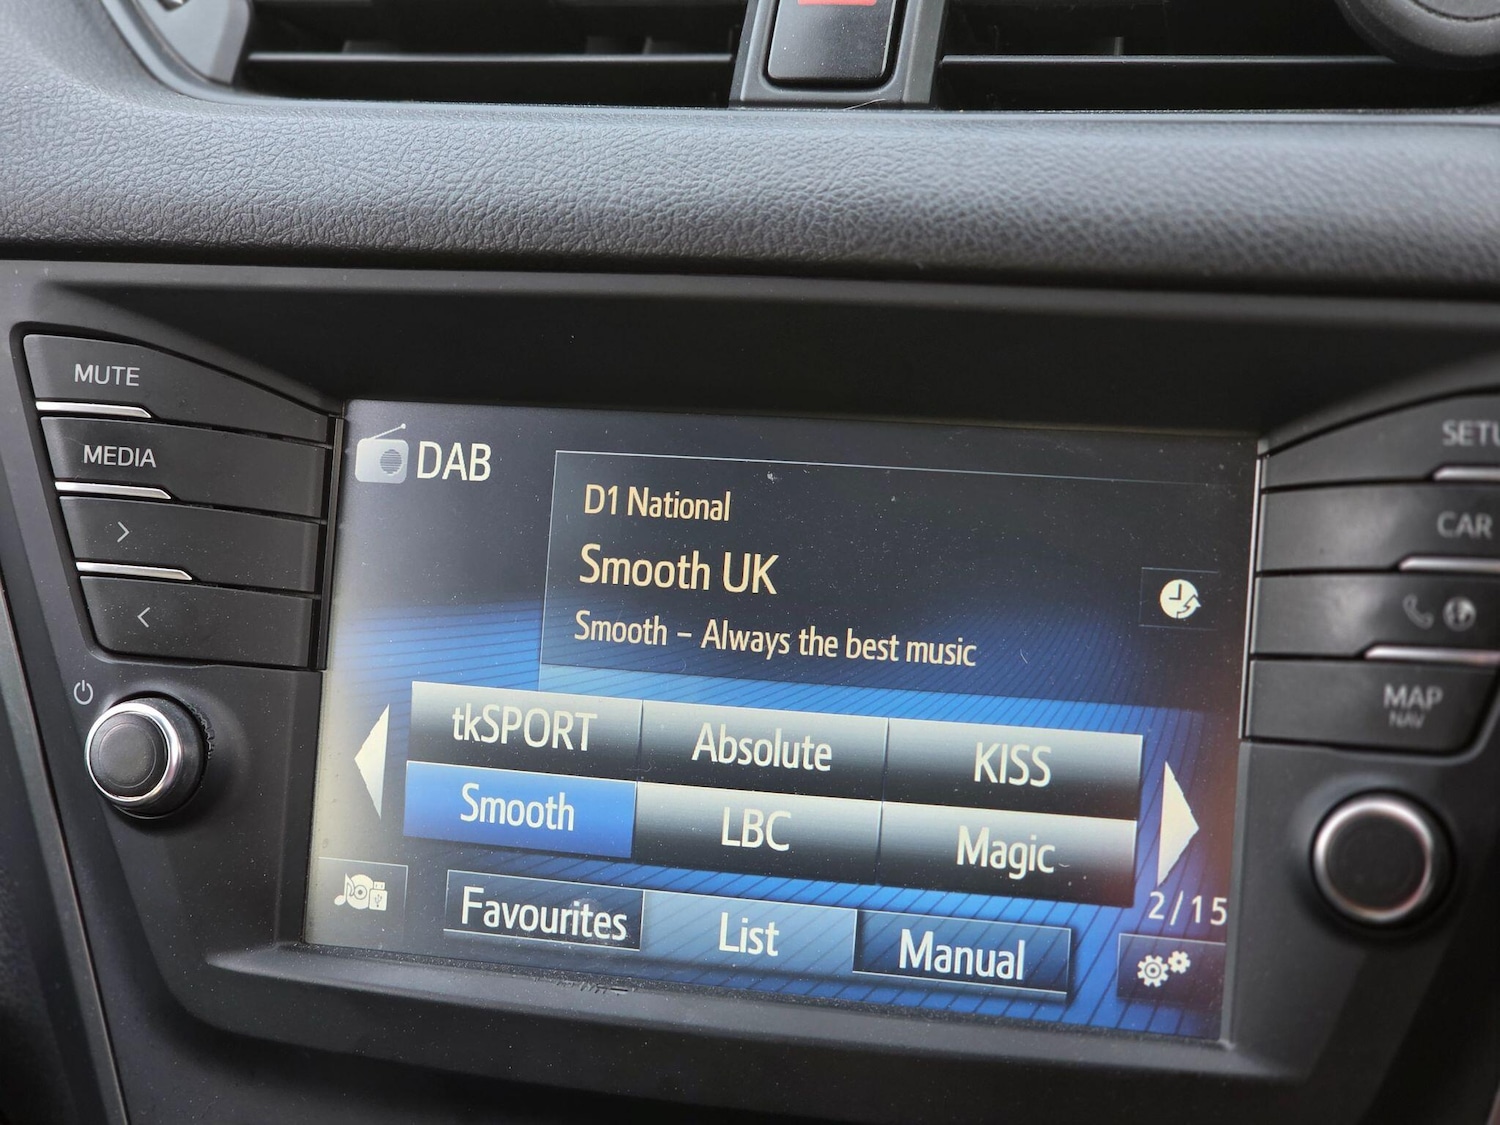 MUTE
MEDIA
DAB
D1 National
Smooth UK
Smooth – Always the best music
tkSPORT
Absolute
KISS
Smooth
LBC
Magic
2/15
Favourites
List
Manual
SETU
CAR
MAP
NAV